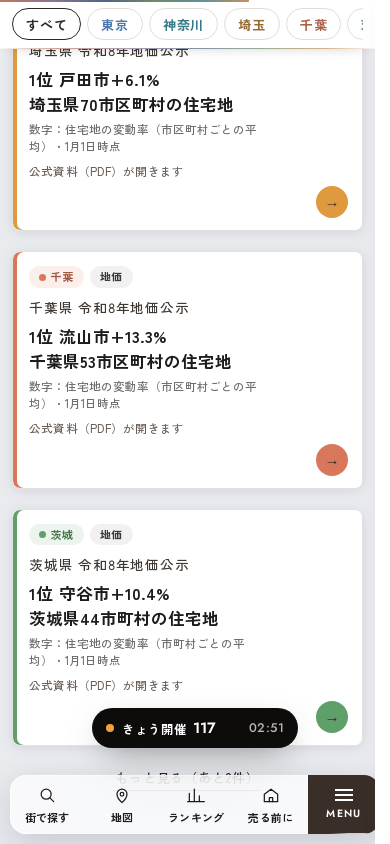 すべて
東京
神奈川
埼玉
千葉
埼玉県 令和8年地価公示
1位 戸田市+6.1%
埼玉県70市区町村の住宅地
数字：住宅地の変動率（市区町村ごとの平
均）・1月1日時点
公式資料（PDF）が開きます
→
千葉 地価
千葉県 令和8年地価公示
1位 流山市+13.3%
千葉県53市区町村の住宅地
数字：住宅地の変動率（市区町村ごとの平
均）・1月1日時点
公式資料（PDF）が開きます
→
茨城 地価
茨城県 令和8年地価公示
1位 守谷市+10.4%
茨城県44市町村の住宅地
数字：住宅地の変動率（市町村ごとの平
均）・1月1日時点
公式資料（PDF）が開きます
→
きょう開催 117 02:51
もっと見る（あと2件）
街で探す
地図
ランキング
売る前に
MENU